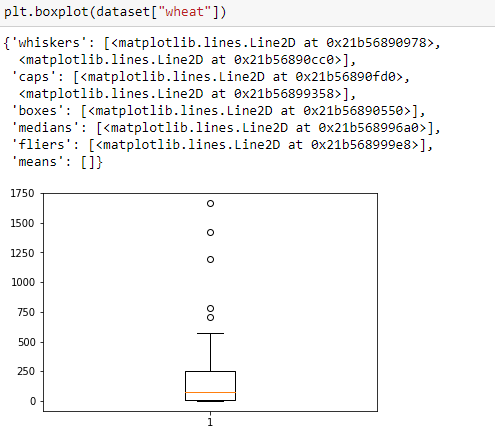 plt.boxplot(dataset["wheat"])
{'whiskers': [<matplotlib.lines.Line2D at 0x21b56890978>,
  <matplotlib.lines.Line2D at 0x21b56890cc0>],
 'caps': [<matplotlib.lines.Line2D at 0x21b56890fd0>,
  <matplotlib.lines.Line2D at 0x21b56899358>],
 'boxes': [<matplotlib.lines.Line2D at 0x21b56890550>],
 'medians': [<matplotlib.lines.Line2D at 0x21b568996a0>],
 'fliers': [<matplotlib.lines.Line2D at 0x21b568999e8>],
 'means': []}
1750
1500
1250
1000
750
500
250
0
1